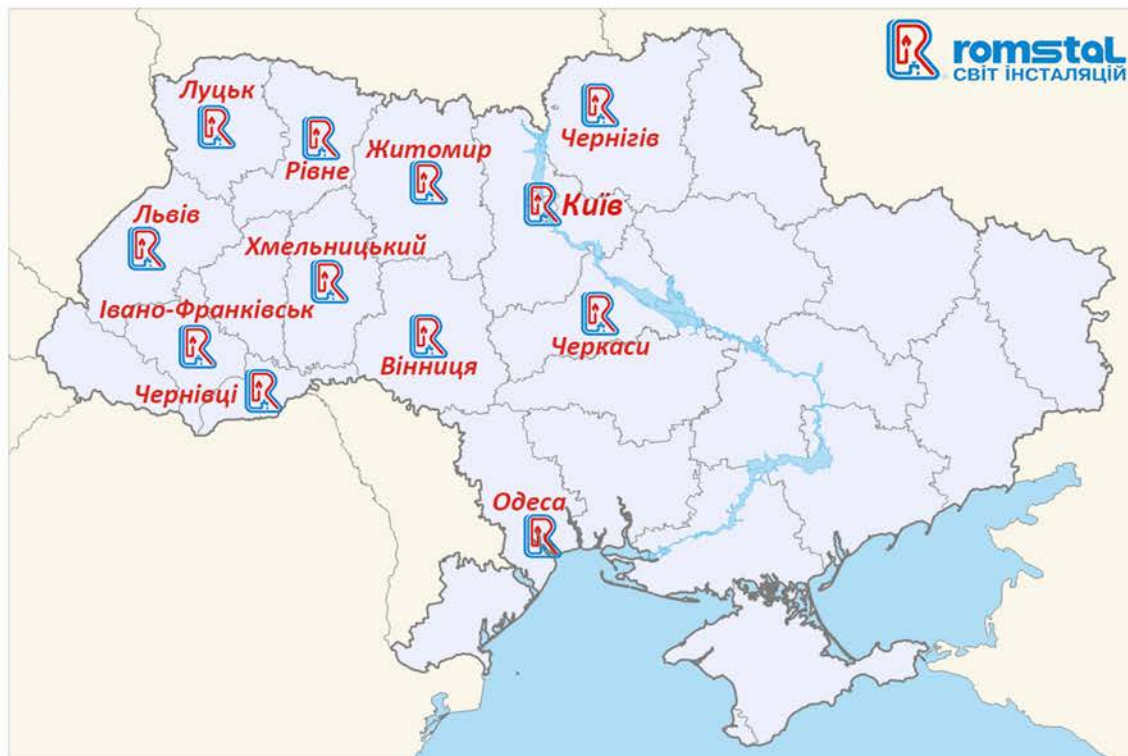 romstal
СВІТ ІНСТАЛЯЦІЙ
Луцьк
Рівне
Житомир
Чернігів
Київ
Львів
Хмельницький
Івано-Франківськ
Вінниця
Черкаси
Чернівці
Одеса